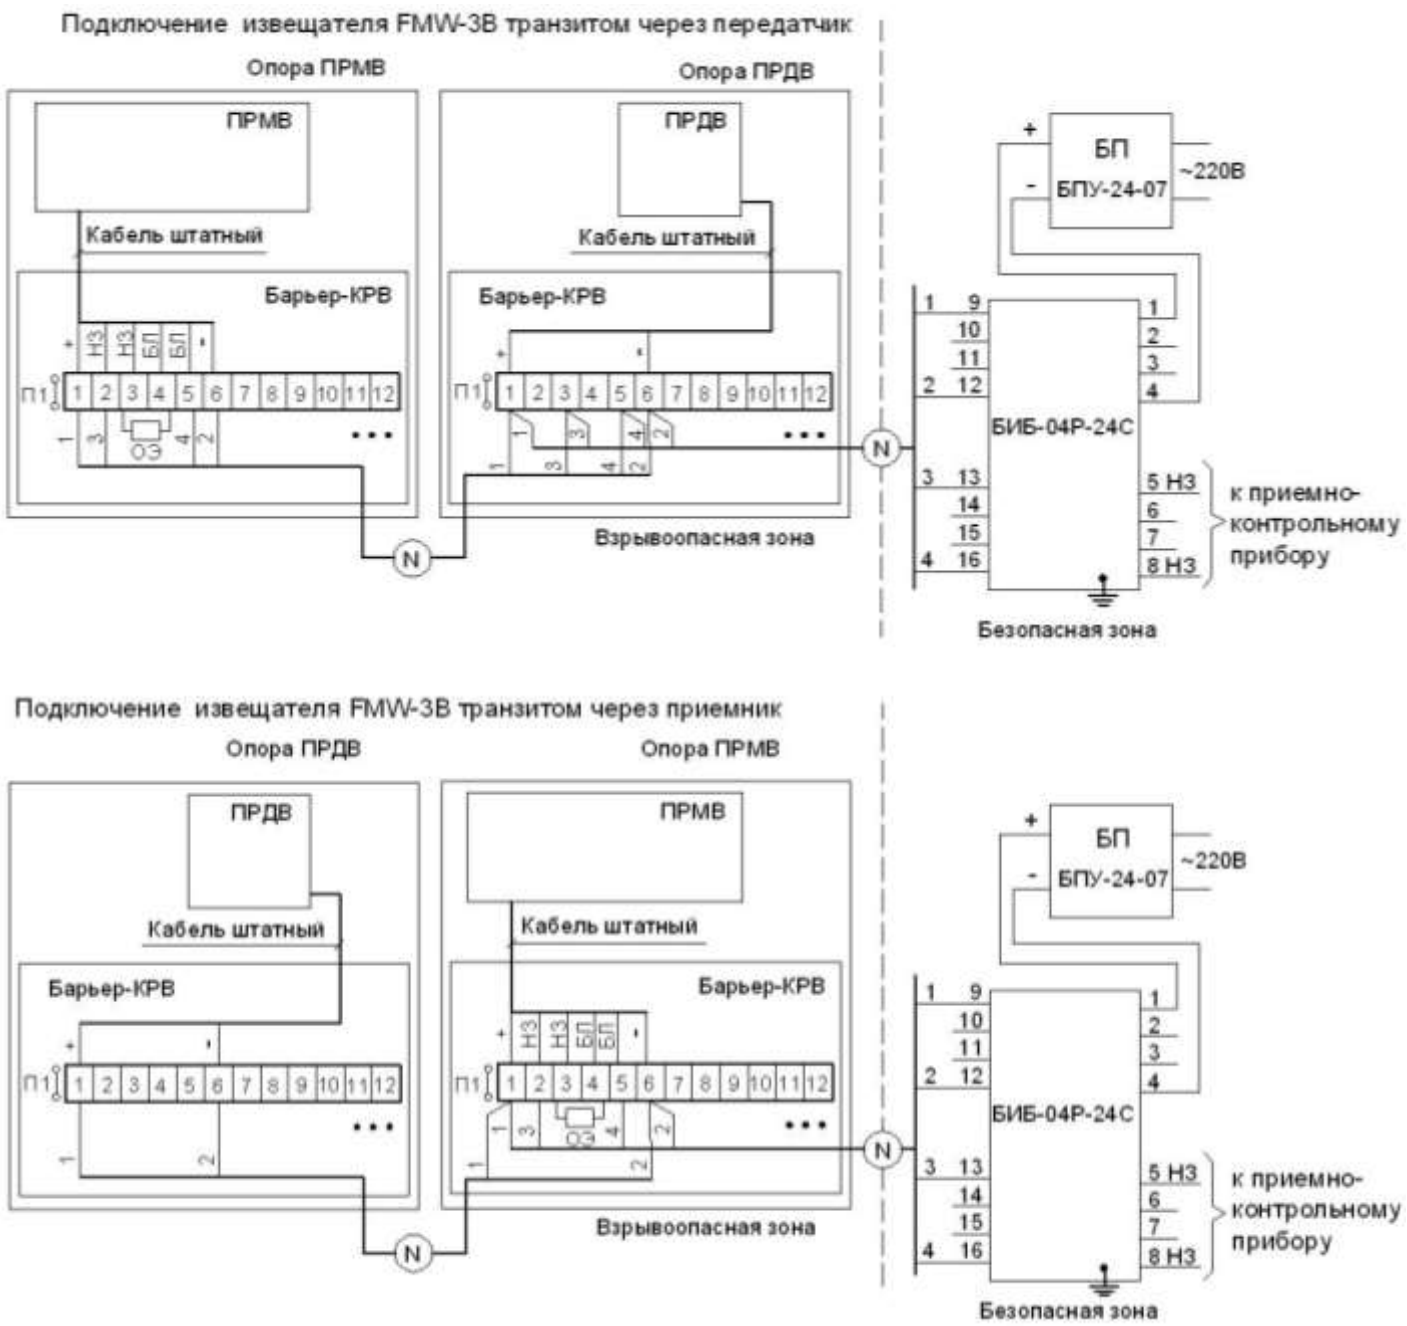 Подключение извещателя FMW-3В транзитом через передатчик
Опора ПРМВ
Опора ПРДВ
ПРМВ
ПРДВ
+
БП
БПУ-24-07
-
~220В
Кабель штатный
Кабель штатный
Барьер-КРВ
Барьер-КРВ
+ НЗ НЗ БЛ БЛ -
+ -
П1 1 2 3 4 5 6 7 8 9 10 11 12
П1 1 2 3 4 5 6 7 8 9 10 11 12
1 3 ОЭ 4 2
1 3 4 2
1 3 4 2
N
N
1 9
10
11
2 12
БИБ-04Р-24С
3 13
14
15
4 16
1
2
3
4
5 НЗ
6
7
8 НЗ
к приемно-
контрольному
прибору
Взрывоопасная зона
Безопасная зона
Подключение извещателя FMW-3В транзитом через приемник
Опора ПРДВ
Опора ПРМВ
ПРДВ
ПРМВ
+
БП
БПУ-24-07
-
~220В
Кабель штатный
Кабель штатный
Барьер-КРВ
Барьер-КРВ
+ -
+ НЗ НЗ БЛ БЛ -
П1 1 2 3 4 5 6 7 8 9 10 11 12
П1 1 2 3 4 5 6 7 8 9 10 11 12
1 2
1 3 ОЭ 4 2
1 2
N
N
1 9
10
11
2 12
БИБ-04Р-24С
3 13
14
15
4 16
1
2
3
4
5 НЗ
6
7
8 НЗ
к приемно-
контрольному
прибору
Взрывоопасная зона
Безопасная зона